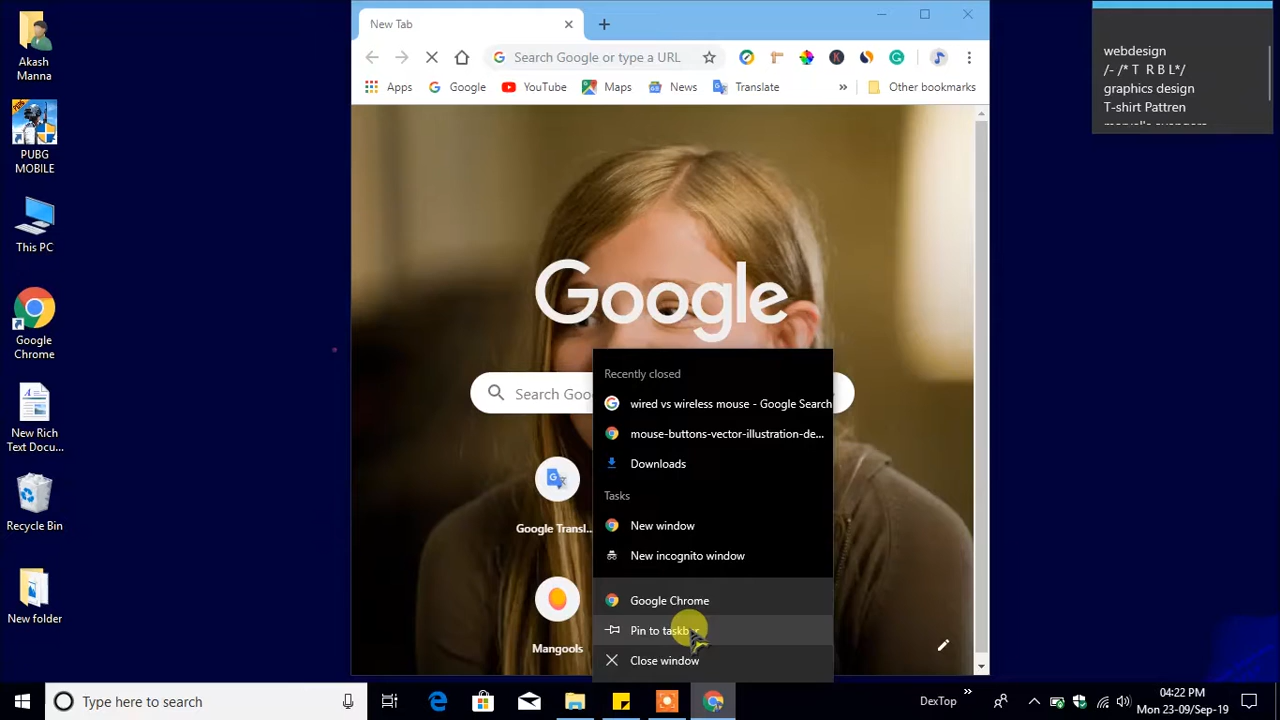 New Tab
Search Google or type a URL
Apps
Google
YouTube
Maps
News
Translate
»
Other bookmarks
webdesign
/- /* T R B L*/
graphics design
T-shirt Pattren
Akash
Manna
PUBG
MOBILE
This PC
Google
Chrome
New Rich
Text Docu...
Recycle Bin
New folder
Google
Search Goo
Google Transl...
Mangools
Recently closed
wired vs wireless mouse - Google Search
mouse-buttons-vector-illustration-de...
Downloads
Tasks
New window
New incognito window
Google Chrome
Pin to taskb
Close window
Type here to search
DexTop
»
04:22 PM
Mon 23-09/Sep-19